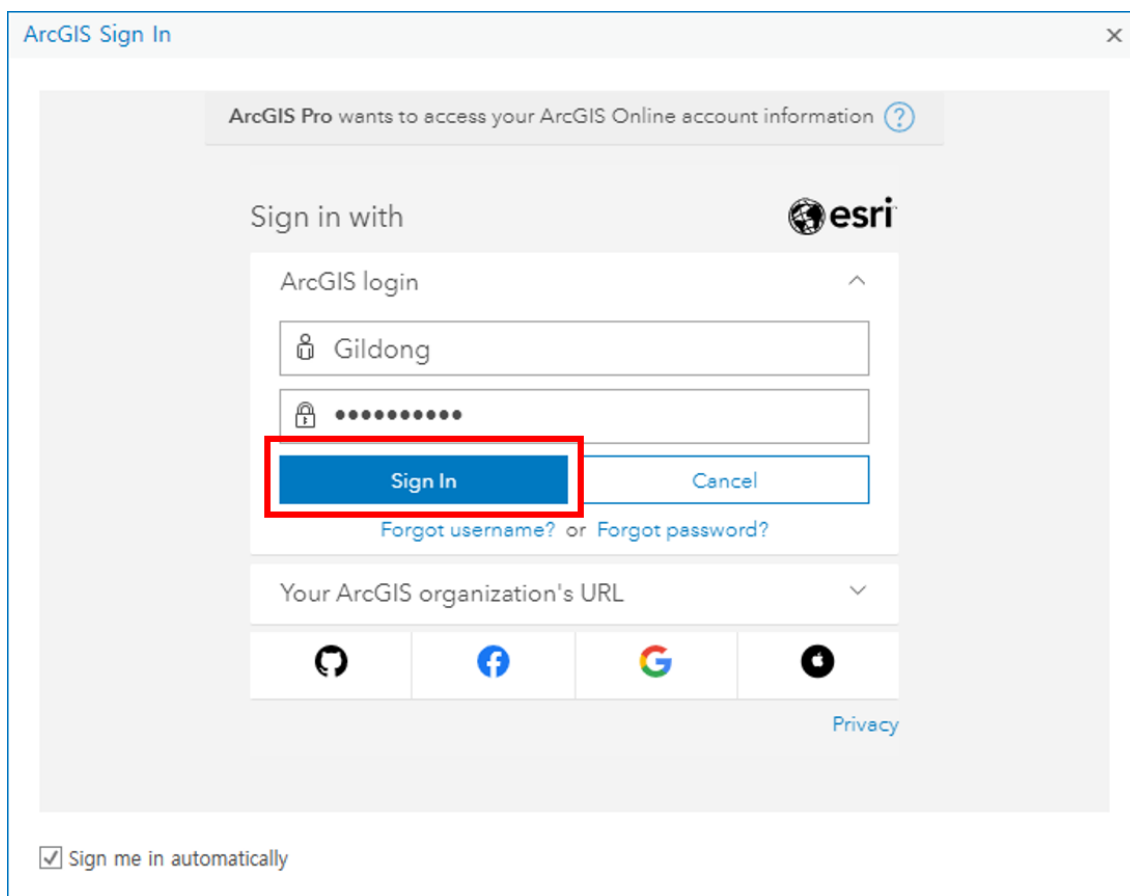 ArcGIS Sign In
ArcGIS Pro wants to access your ArcGIS Online account information ?
Sign in with
esri
ArcGIS login
Gildong
••••••••••
Sign In Cancel
Forgot username? or Forgot password?
Your ArcGIS organization's URL
Privacy
Sign me in automatically